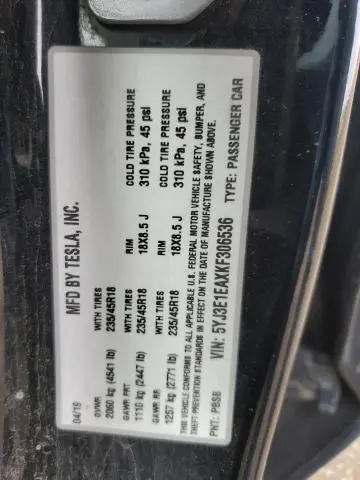 MFD BY TESLA, INC.
04/19
GVWR
2060 kg (4541 lb)
WITH TIRES
235/45R18
RIM
18X8.5 J
COLD TIRE PRESSURE
310 kPa, 45 psi
GAWR FRT
1110 kg (2447 lb)
WITH TIRES
235/45R18
RIM
18X8.5 J
COLD TIRE PRESSURE
310 kPa, 45 psi
GAWR RR
1257 kg (2771 lb)
WITH TIRES
235/45R18
THIS VEHICLE CONFORMS TO ALL APPLICABLE U.S. FEDERAL MOTOR VEHICLE SAFETY, BUMPER, AND
THEFT PREVENTION STANDARDS IN EFFECT ON THE DATE OF MANUFACTURE SHOWN ABOVE.
VIN: 5YJ3E1EAXKF306536
PNT: PBSB
TYPE: PASSENGER CAR